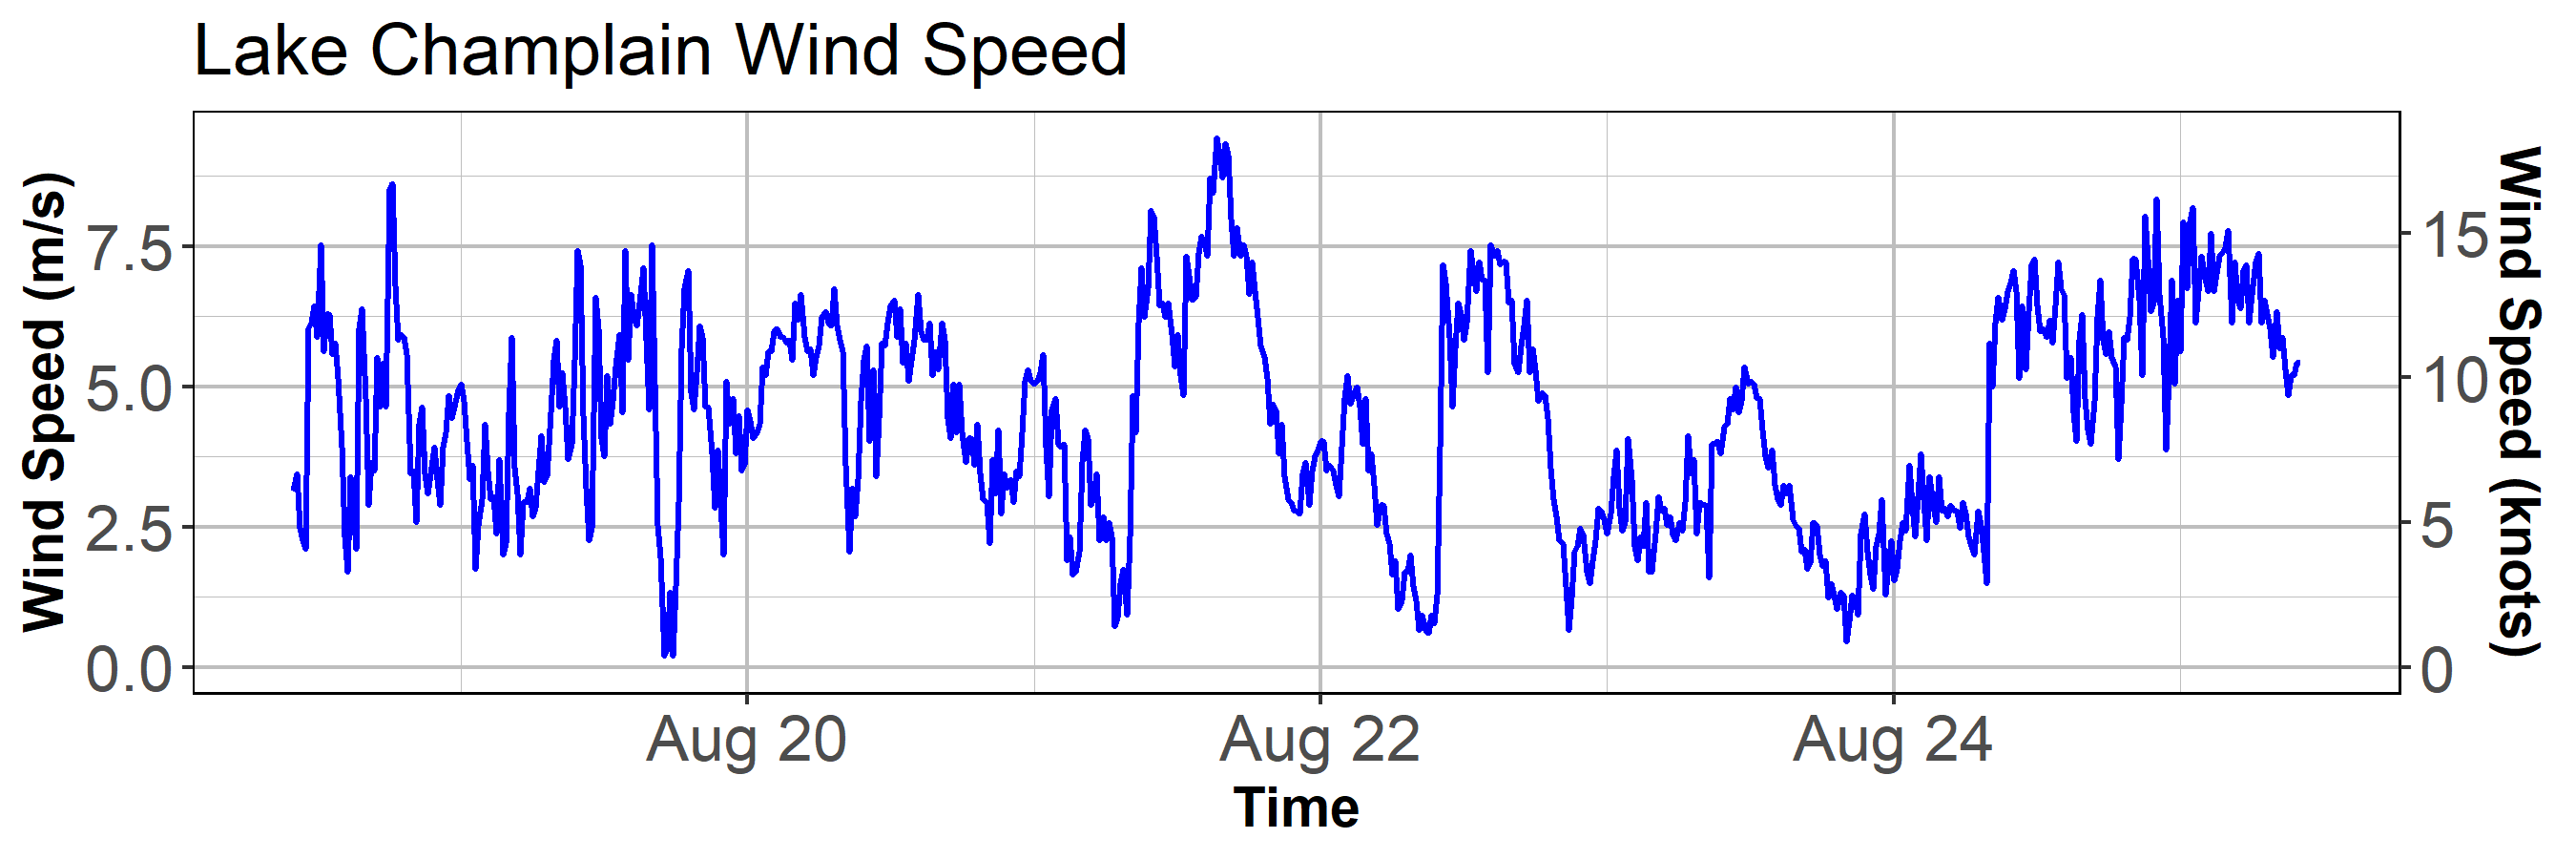 Lake Champlain Wind Speed
Wind Speed (m/s)
7.5
5.0
2.5
0.0
15
10
5
0
Wind Speed (knots)
Aug 20
Aug 22
Aug 24
Time